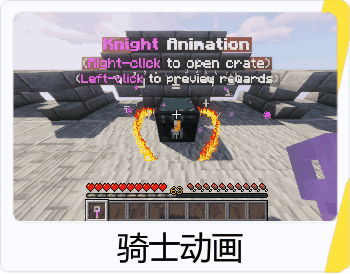 Knight Animation
(Right-click to open crate)
(Left-click to preview rewards)
骑士动画